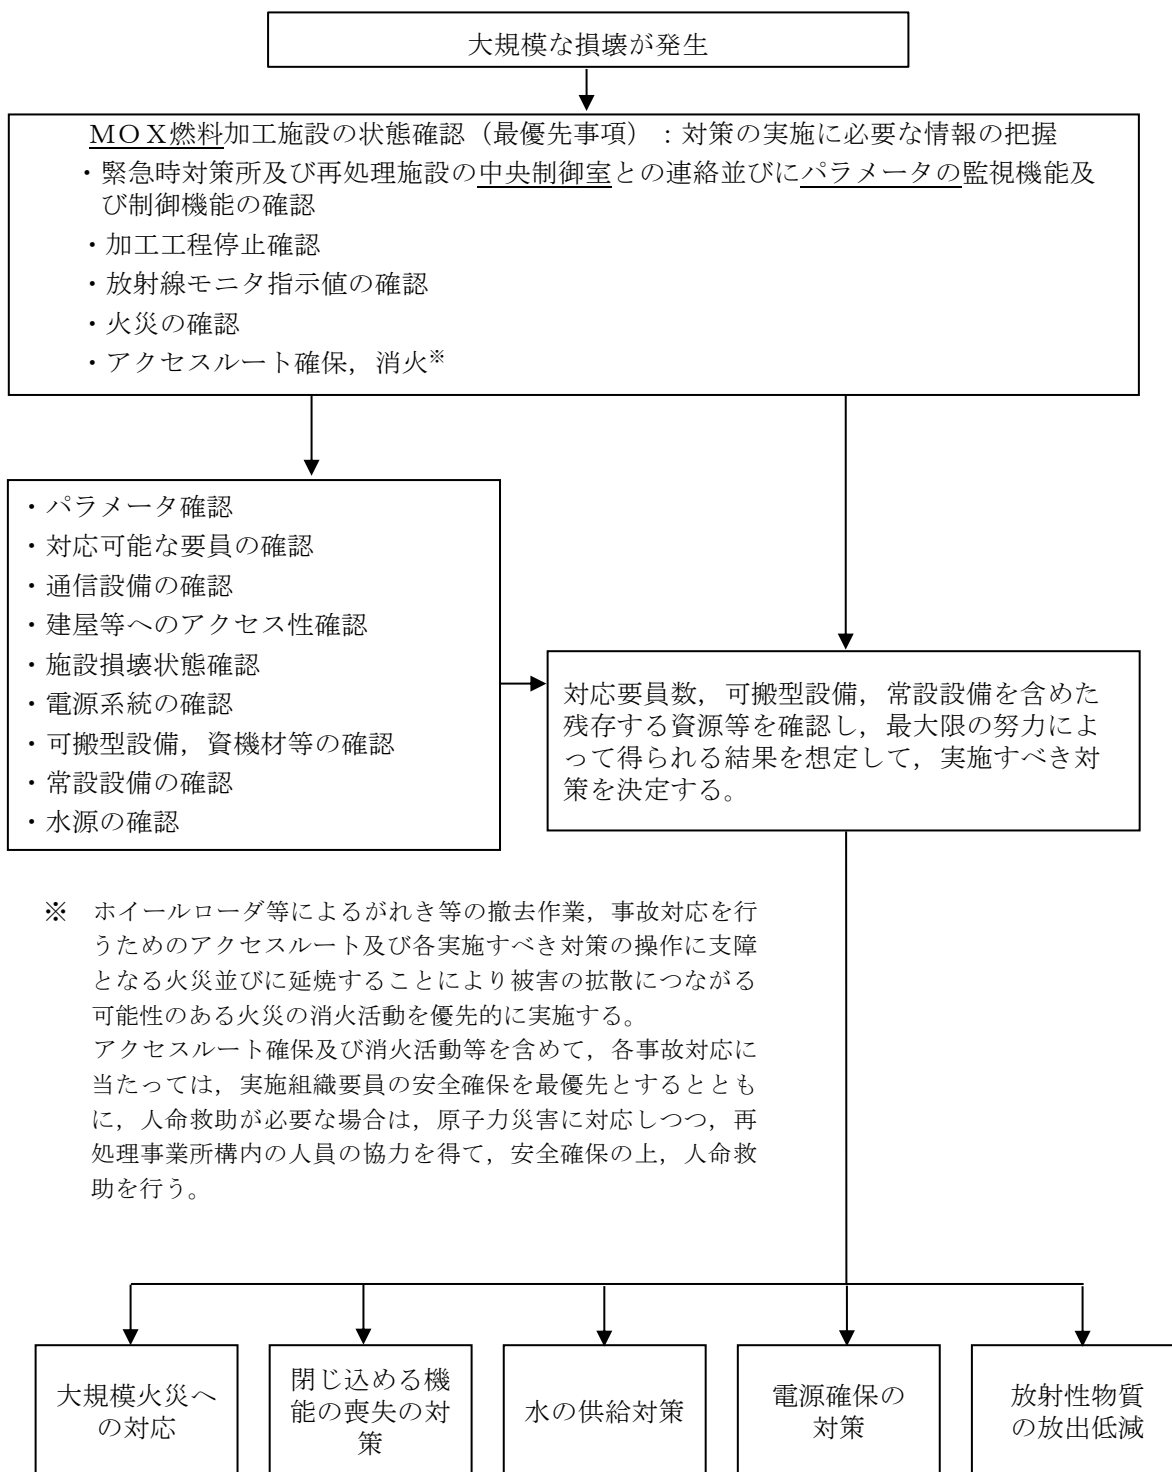 大規模な損壊が発生
MOX燃料加工施設の状態確認（最優先事項）：対策の実施に必要な情報の把握
・緊急時対策所及び再処理施設の中央制御室との連絡並びにパラメータの監視機能及
び制御機能の確認
・加工工程停止確認
・放射線モニタ指示値の確認
・火災の確認
・アクセスルート確保，消火※
・パラメータ確認
・対応可能な要員の確認
・通信設備の確認
・建屋等へのアクセス性確認
・施設損壊状態確認
・電源系統の確認
・可搬型設備，資機材等の確認
・常設設備の確認
・水源の確認
対応要員数，可搬型設備，常設設備を含めた
残存する資源等を確認し，最大限の努力によ
って得られる結果を想定して，実施すべき対
策を決定する。
※　ホイールローダ等によるがれき等の撤去作業，事故対応を行
うためのアクセスルート及び各実施すべき対策の操作に支障
となる火災並びに延焼することにより被害の拡散につながる
可能性のある火災の消火活動を優先的に実施する。
アクセスルート確保及び消火活動等を含めて，各事故対応に
当たっては，実施組織要員の安全確保を最優先とするととも
に，人命救助が必要な場合は，原子力災害に対応しつつ，再
処理事業所構内の人員の協力を得て，安全確保の上，人命救
助を行う。
大規模火災へ
の対応
閉じ込める機
能の喪失の対
策
水の供給対策
電源確保の
対策
放射性物質
の放出低減